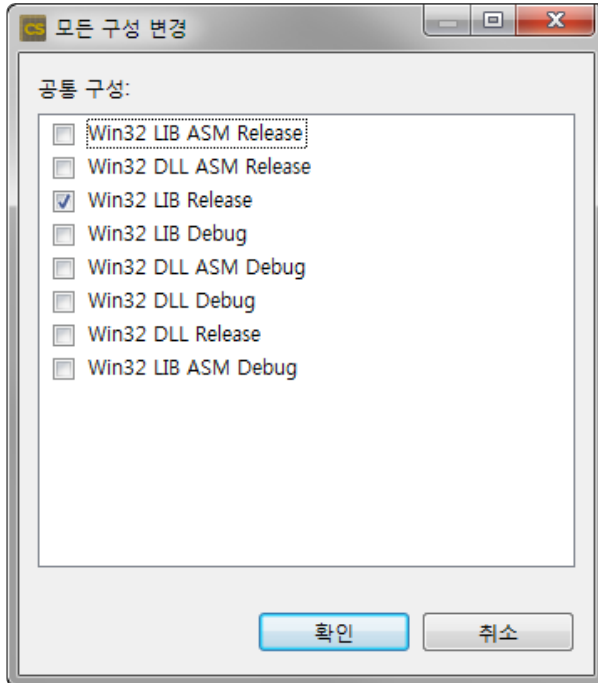 CS 모든 구성 변경
공통 구성:
Win32 LIB ASM Release
Win32 DLL ASM Release
Win32 LIB Release
Win32 LIB Debug
Win32 DLL ASM Debug
Win32 DLL Debug
Win32 DLL Release
Win32 LIB ASM Debug
확인 취소